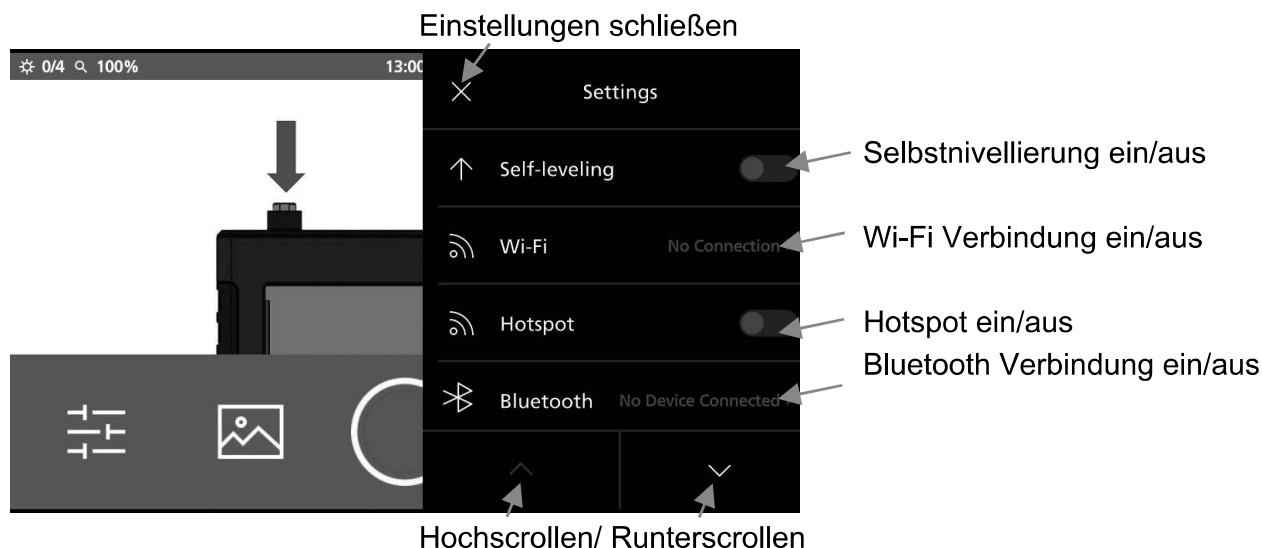 Einstellungen schließen
0/4 100% 13:00
Settings
Self-leveling
Selbstnivellierung ein/aus
Wi-Fi No Connection
Wi-Fi Verbindung ein/aus
Hotspot
Hotspot ein/aus
Bluetooth Verbindung ein/aus
Bluetooth No Device Connected
Hochscrollen/ Runterscrollen